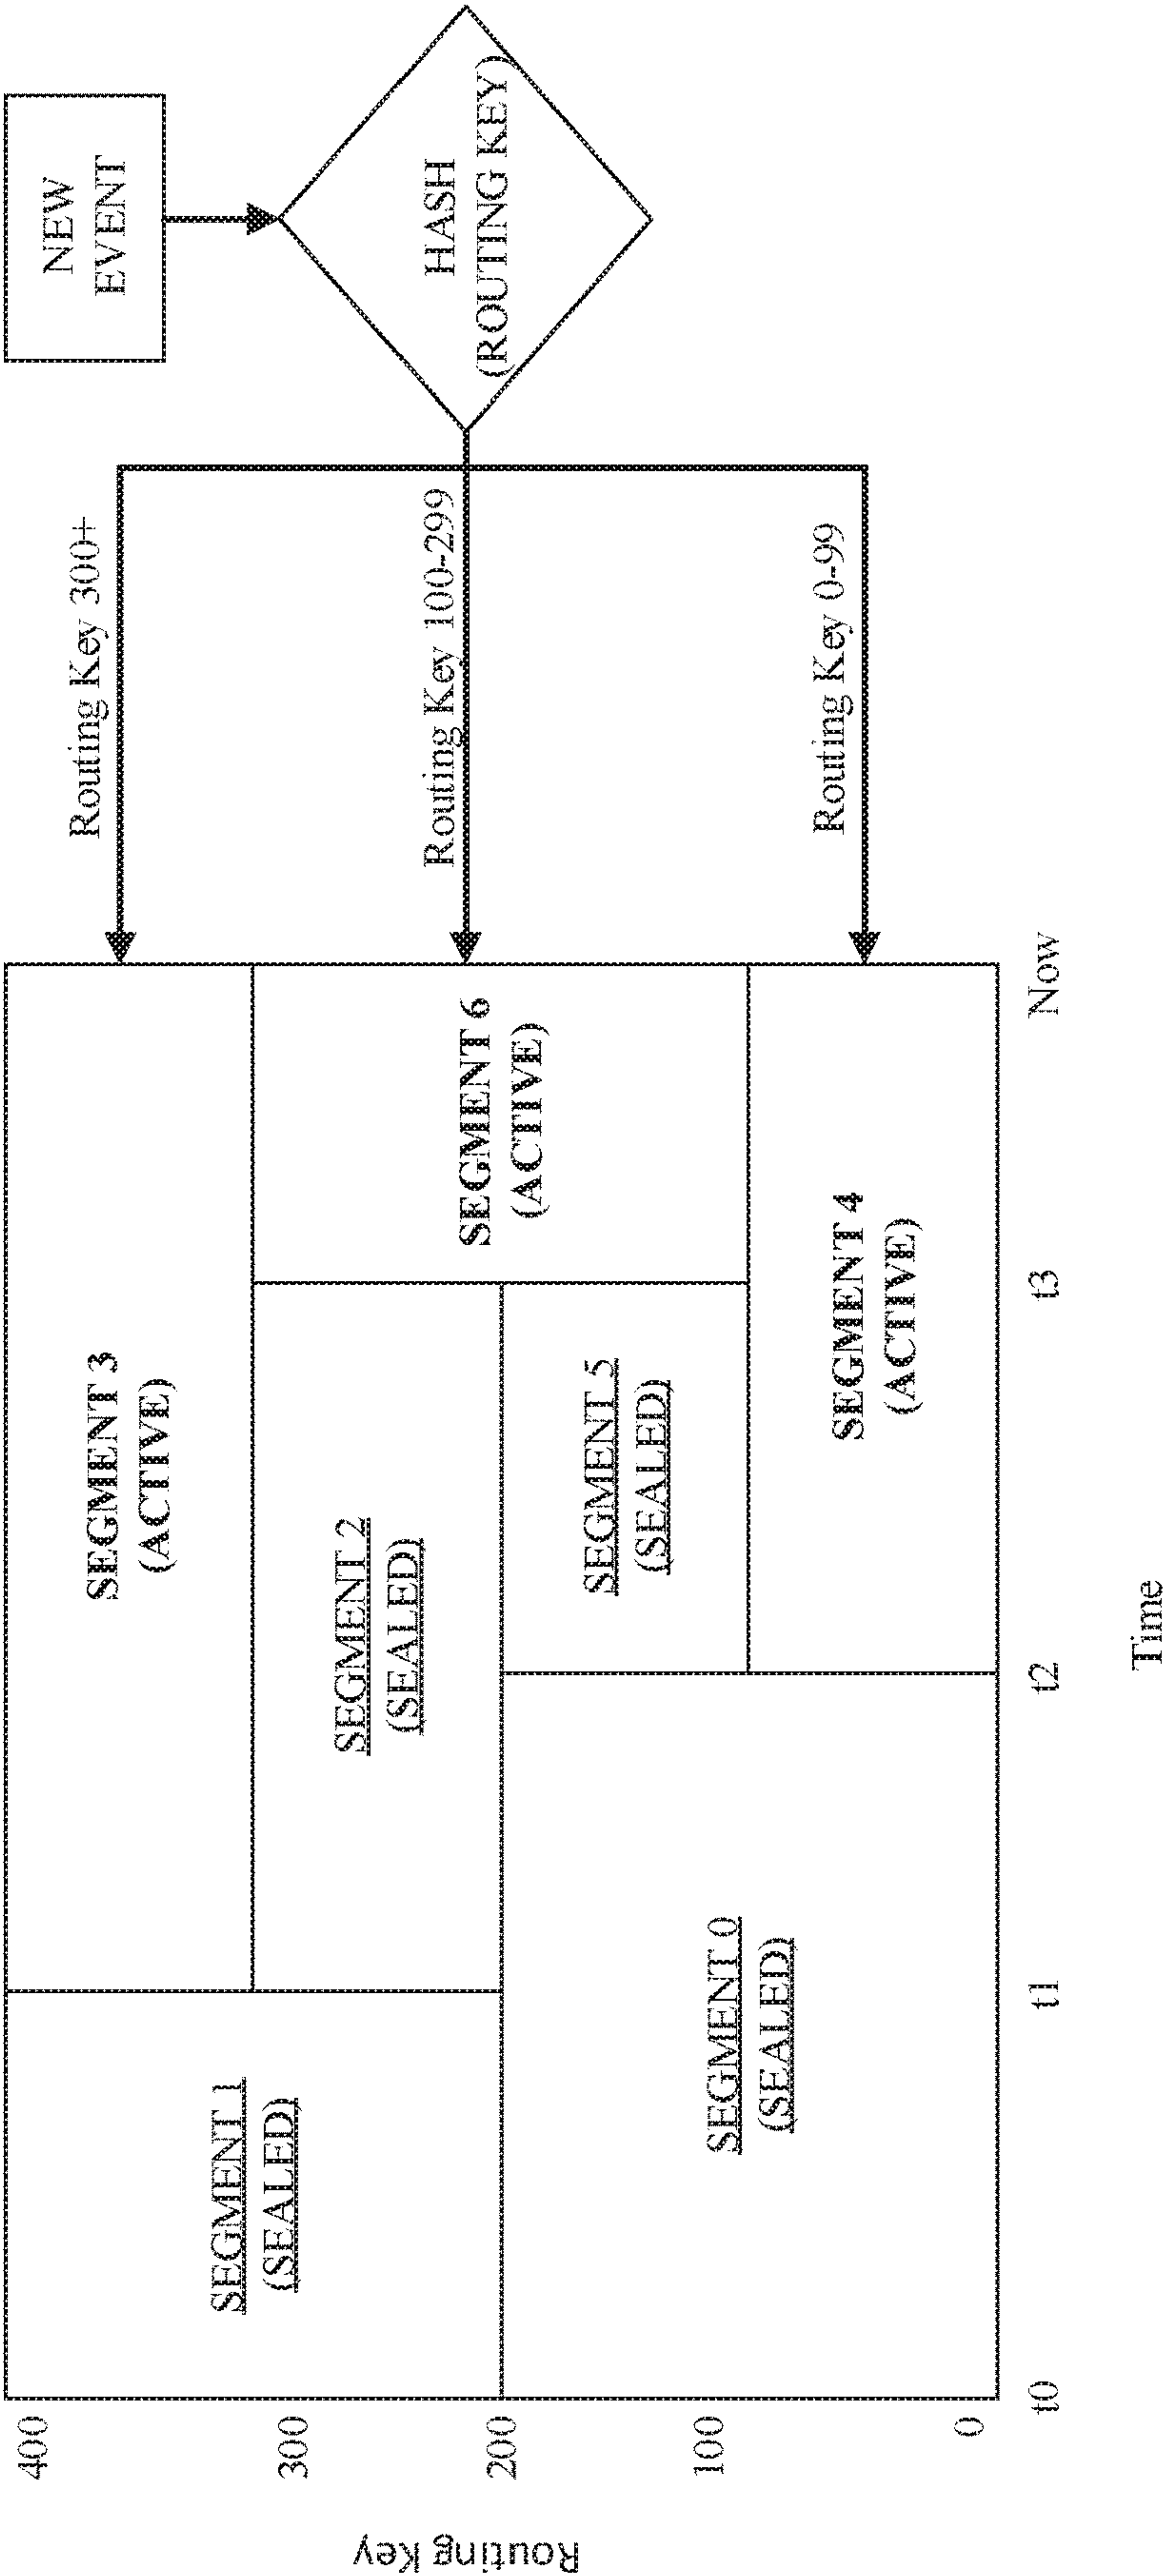 NEW
EVENT
HASH
(ROUTING KEY)
Routing Key 300+
Routing Key 100-299
Routing Key 0-99
SEGMENT 3
(ACTIVE)
SEGMENT 6
(ACTIVE)
SEGMENT 1
(SEALED)
SEGMENT 2
(SEALED)
SEGMENT 5
(SEALED)
SEGMENT 4
(ACTIVE)
SEGMENT 0
(SEALED)
400
300
200
100
0
Routing Key
t0
t1
t2
t3
Now
Time